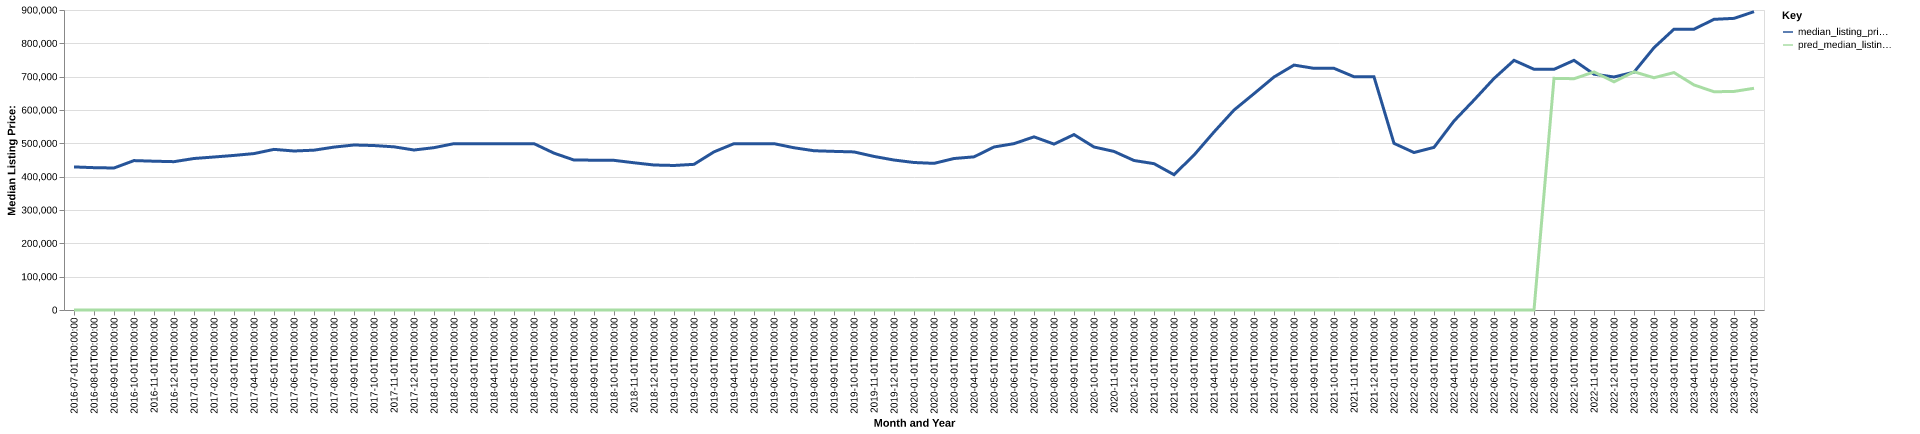 900,000
800,000
700,000
600,000
500,000
400,000
300,000
200,000
100,000
0
Median Listing Price:
2016-07-01T00:00:00
2016-08-01T00:00:00
2016-09-01T00:00:00
2016-10-01T00:00:00
2016-11-01T00:00:00
2016-12-01T00:00:00
2017-01-01T00:00:00
2017-02-01T00:00:00
2017-03-01T00:00:00
2017-04-01T00:00:00
2017-05-01T00:00:00
2017-06-01T00:00:00
2017-07-01T00:00:00
2017-08-01T00:00:00
2017-09-01T00:00:00
2017-10-01T00:00:00
2017-11-01T00:00:00
2017-12-01T00:00:00
2018-01-01T00:00:00
2018-02-01T00:00:00
2018-03-01T00:00:00
2018-04-01T00:00:00
2018-05-01T00:00:00
2018-06-01T00:00:00
2018-07-01T00:00:00
2018-08-01T00:00:00
2018-09-01T00:00:00
2018-10-01T00:00:00
2018-11-01T00:00:00
2018-12-01T00:00:00
2019-01-01T00:00:00
2019-02-01T00:00:00
2019-03-01T00:00:00
2019-04-01T00:00:00
2019-05-01T00:00:00
2019-06-01T00:00:00
2019-07-01T00:00:00
2019-08-01T00:00:00
2019-09-01T00:00:00
2019-10-01T00:00:00
2019-11-01T00:00:00
2019-12-01T00:00:00
2020-01-01T00:00:00
2020-02-01T00:00:00
2020-03-01T00:00:00
2020-04-01T00:00:00
2020-05-01T00:00:00
2020-06-01T00:00:00
2020-07-01T00:00:00
2020-08-01T00:00:00
2020-09-01T00:00:00
2020-10-01T00:00:00
2020-11-01T00:00:00
2020-12-01T00:00:00
2021-01-01T00:00:00
2021-02-01T00:00:00
2021-03-01T00:00:00
2021-04-01T00:00:00
2021-05-01T00:00:00
2021-06-01T00:00:00
2021-07-01T00:00:00
2021-08-01T00:00:00
2021-09-01T00:00:00
2021-10-01T00:00:00
2021-11-01T00:00:00
2021-12-01T00:00:00
2022-01-01T00:00:00
2022-02-01T00:00:00
2022-03-01T00:00:00
2022-04-01T00:00:00
2022-05-01T00:00:00
2022-06-01T00:00:00
2022-07-01T00:00:00
2022-08-01T00:00:00
2022-09-01T00:00:00
2022-10-01T00:00:00
2022-11-01T00:00:00
2022-12-01T00:00:00
2023-01-01T00:00:00
2023-02-01T00:00:00
2023-03-01T00:00:00
2023-04-01T00:00:00
2023-05-01T00:00:00
2023-06-01T00:00:00
2023-07-01T00:00:00
Month and Year
Key
median_listing_pri…
pred_median_listin…